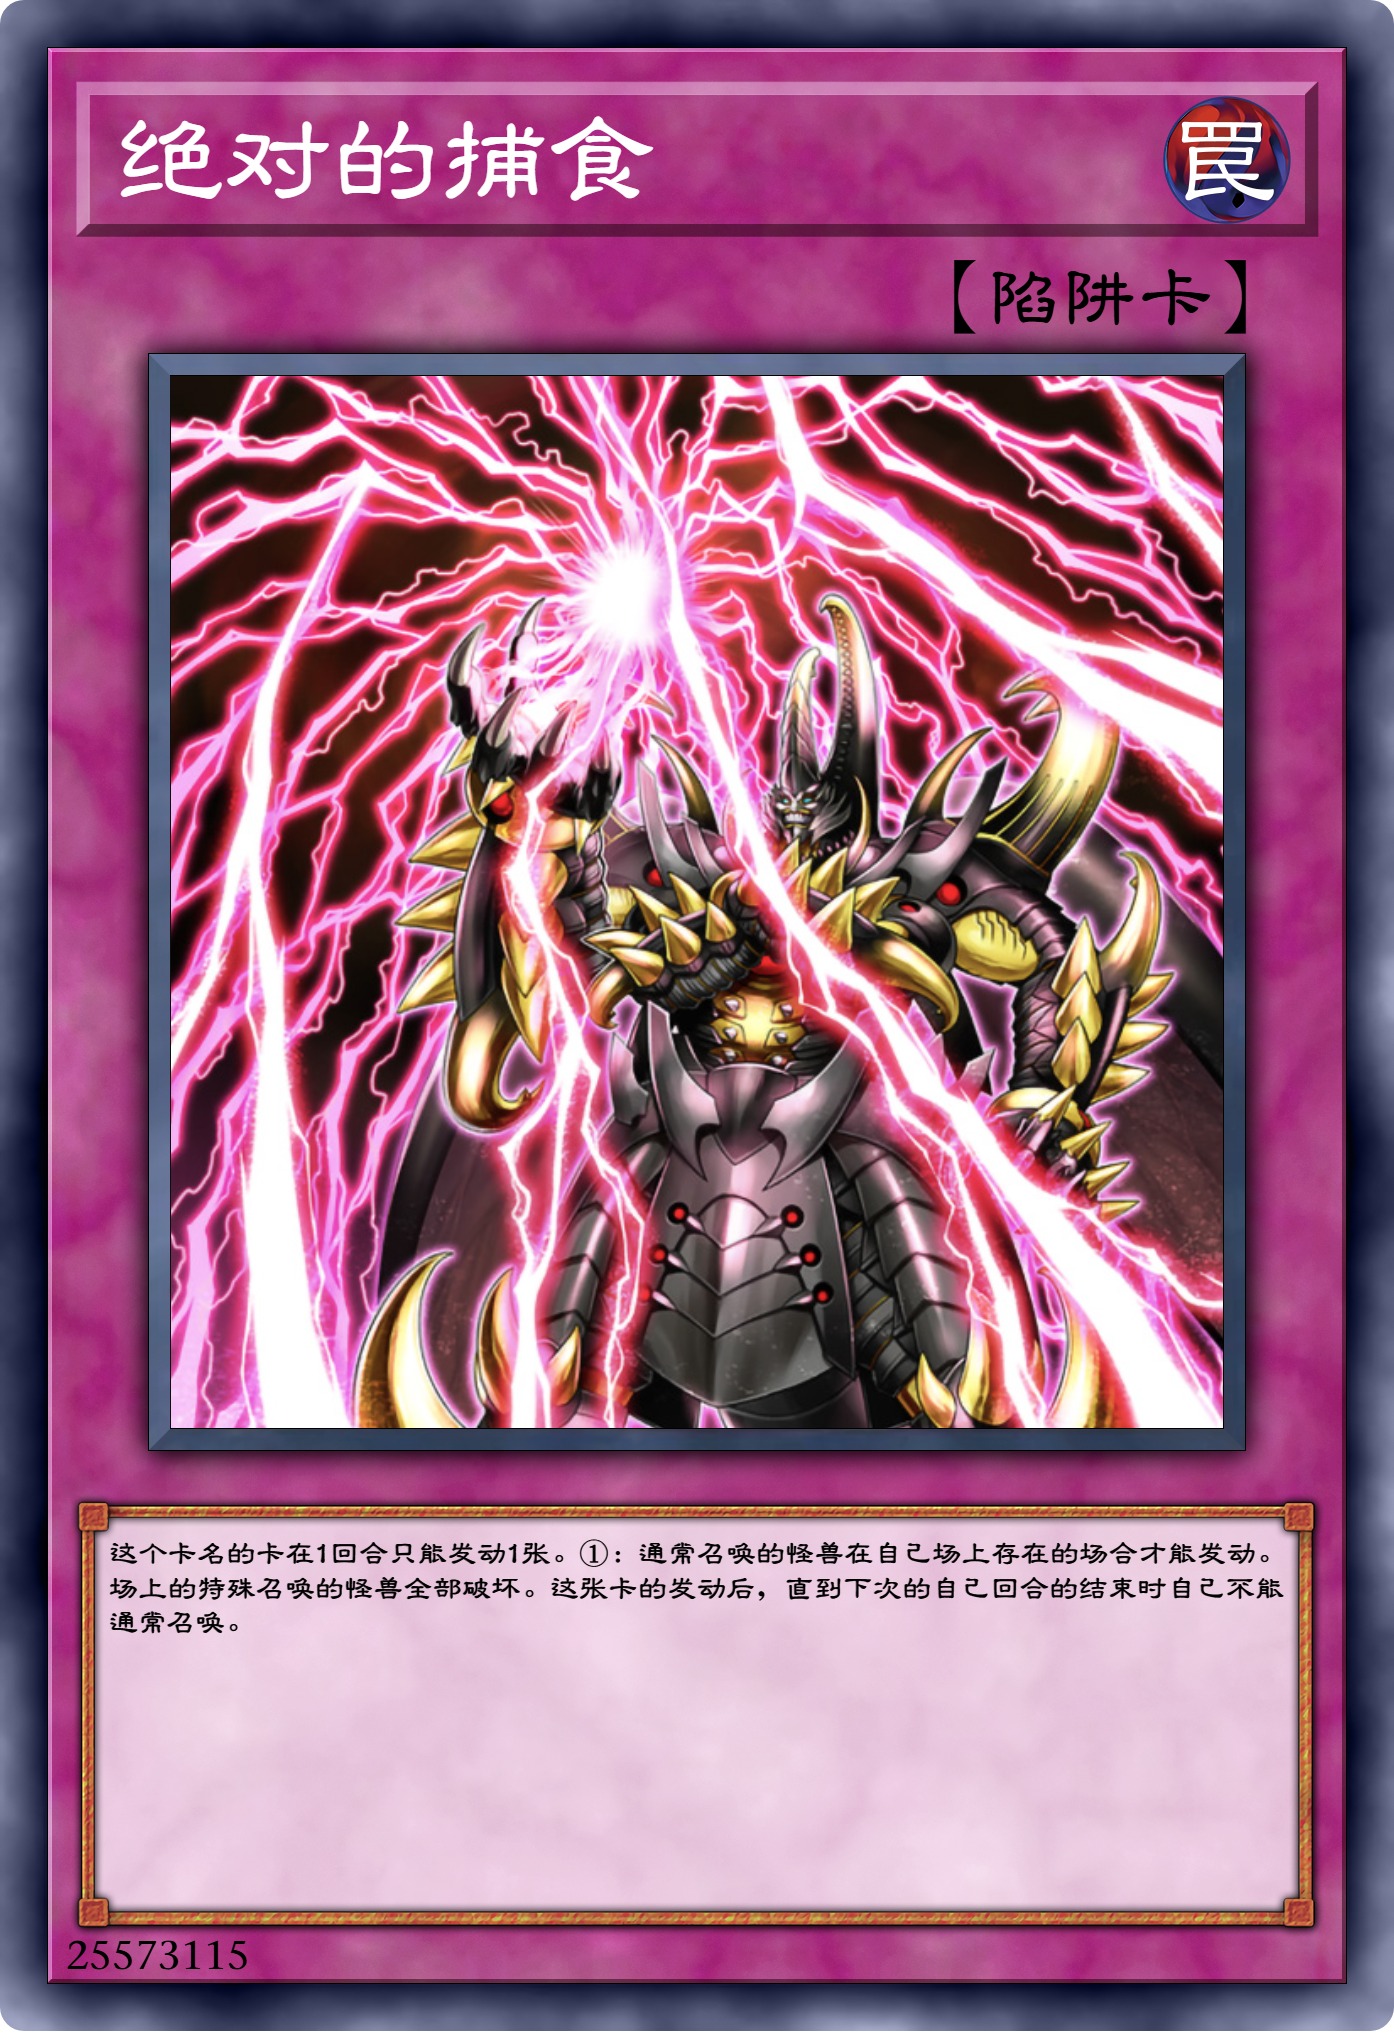 绝对的捕食
罠
【陷阱卡】
这个卡名的卡在1回合只能发动1张。①：通常召唤的怪兽在自己场上存在的场合才能发动。
场上的特殊召唤的怪兽全部破坏。这张卡的发动后，直到下次的自己回合的结束时自己不能
通常召唤。
25573115